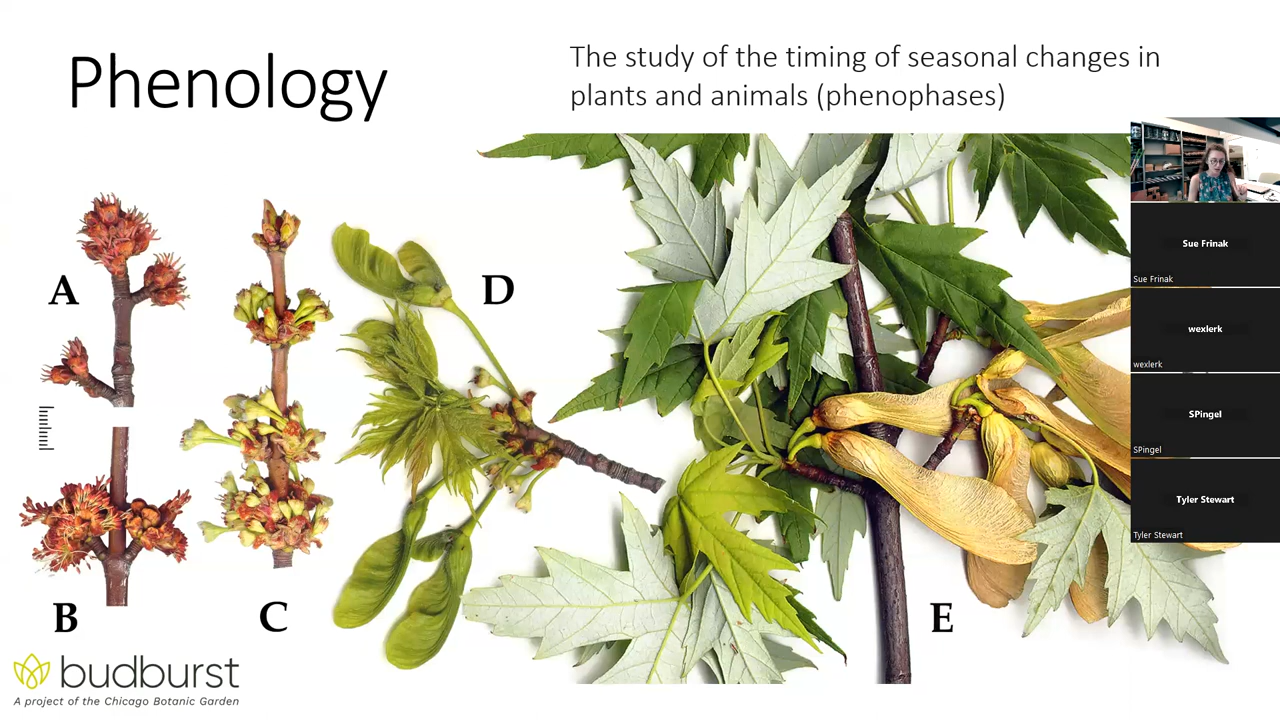 Phenology
The study of the timing of seasonal changes in
plants and animals (phenophases)
A
B
C
D
E
budburst
A project of the Chicago Botanic Garden
Sue Frinak
Sue Frinak
wexlerk
wexlerk
SPingel
SPingel
Tyler Stewart
Tyler Stewart